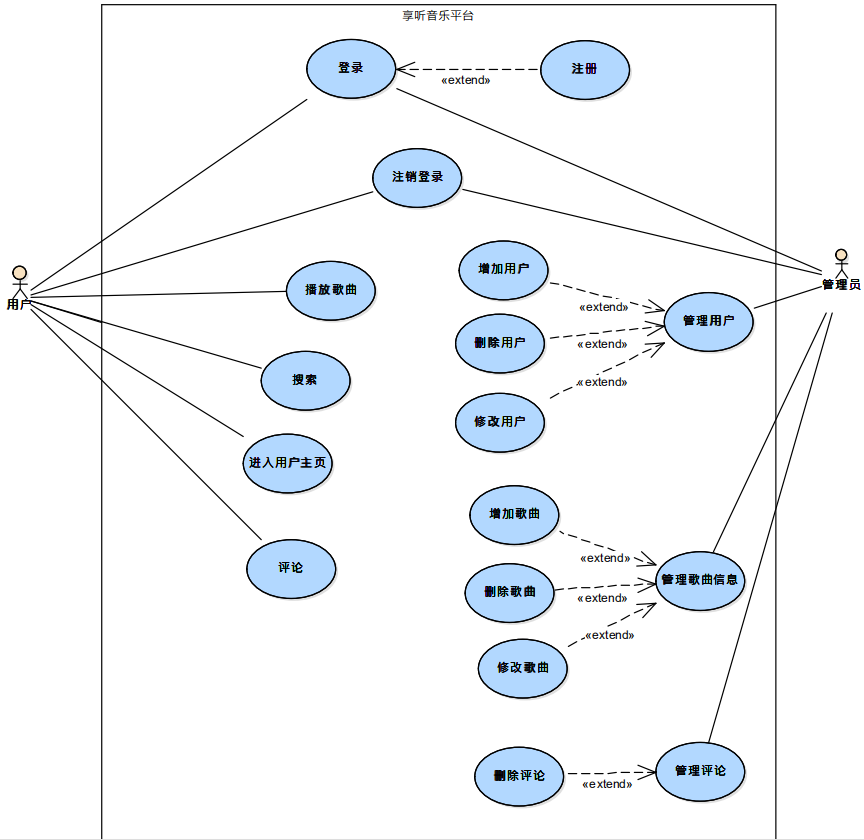 享听音乐平台
登录
«extend»
注册
注销登录
用户
管理员
播放歌曲
增加用户
«extend»
管理用户
删除用户
«extend»
搜索
«extend»
修改用户
进入用户主页
增加歌曲
«extend»
评论
管理歌曲信息
删除歌曲
«extend»
«extend»
修改歌曲
删除评论
«extend»
管理评论